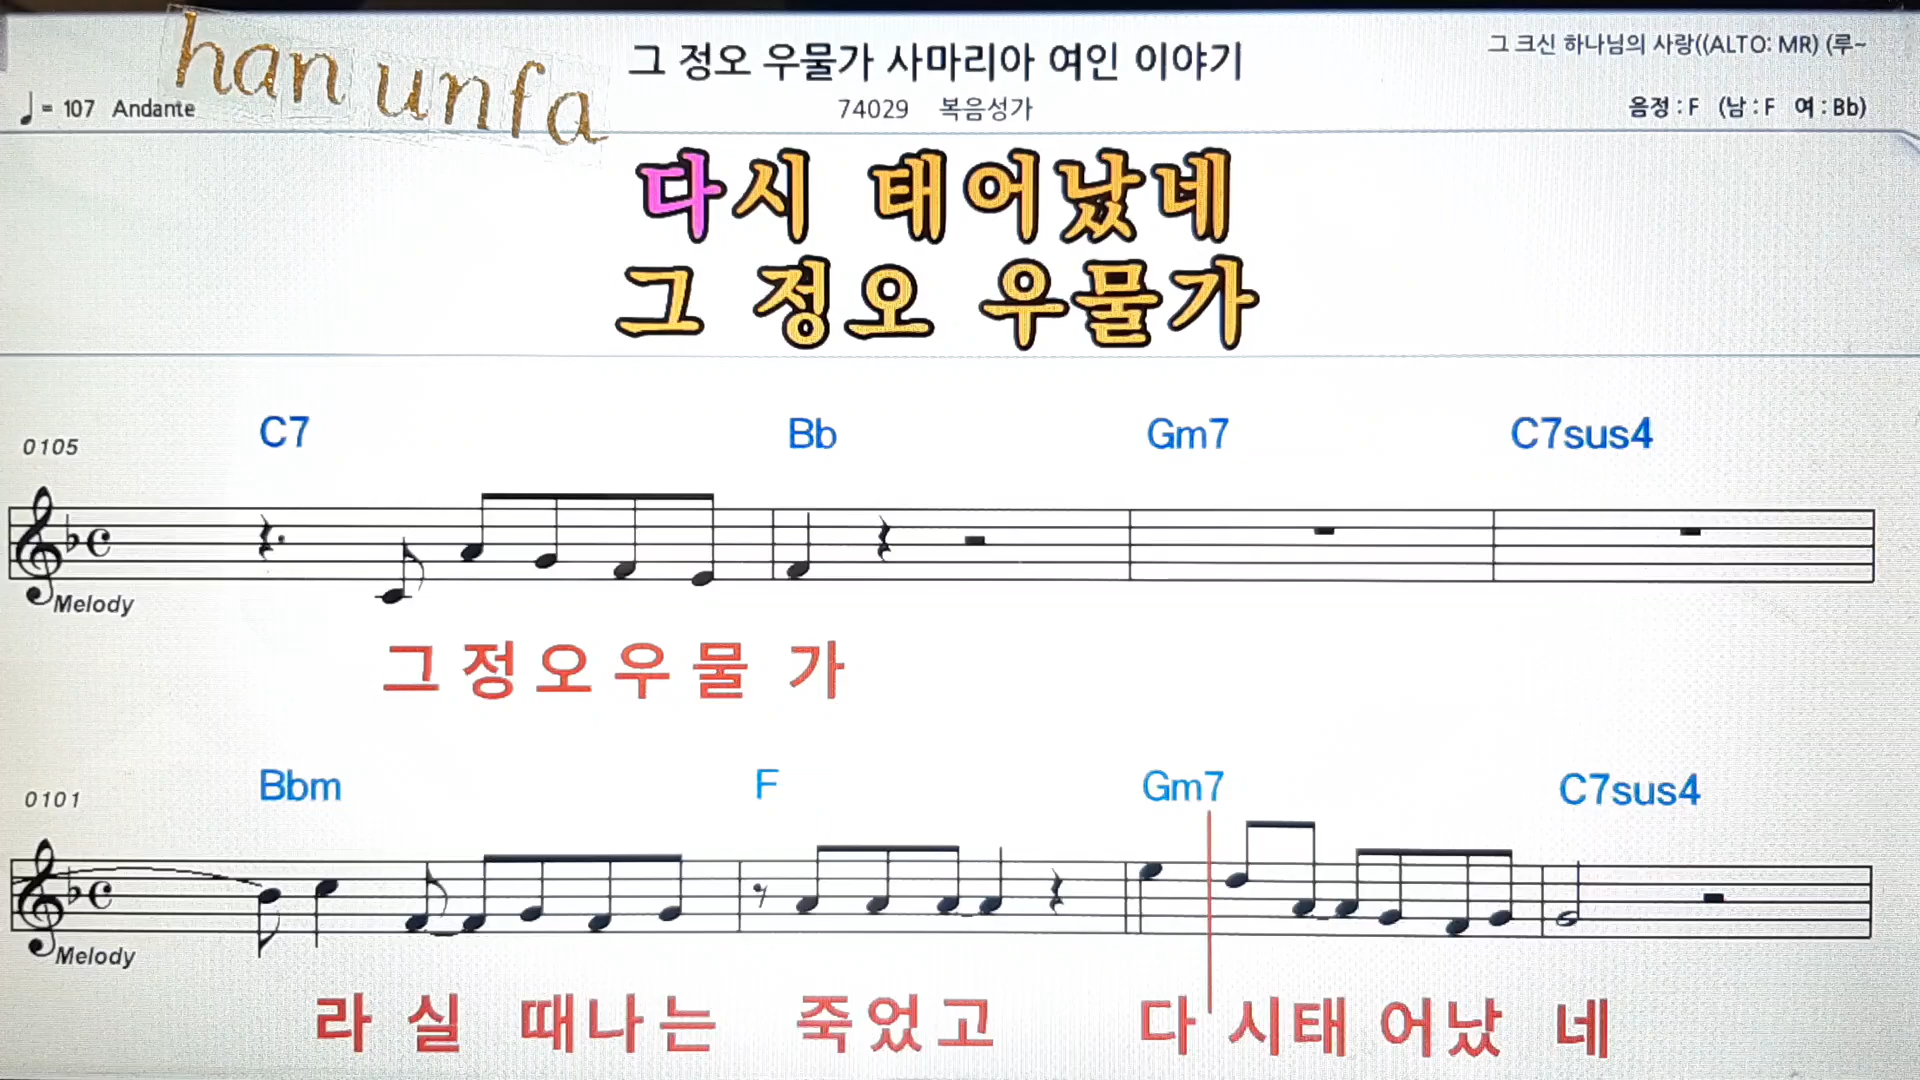 han unfa
그 정오 우물가 사마리아 여인 이야기
그 크신 하나님의 사랑((ALTO: MR) (루~
♩= 107 Andante
74029 복음성가
음정 : F (남 : F 여 : Bb)
다시 태어났네
그 정오 우물가
C7 Bb Gm7 C7sus4
0105
Melody
그 정 오 우 물 가
Bbm F Gm7 C7sus4
0101
Melody
라 실 때 나 는 죽 었 고 다 시 태 어 났 네